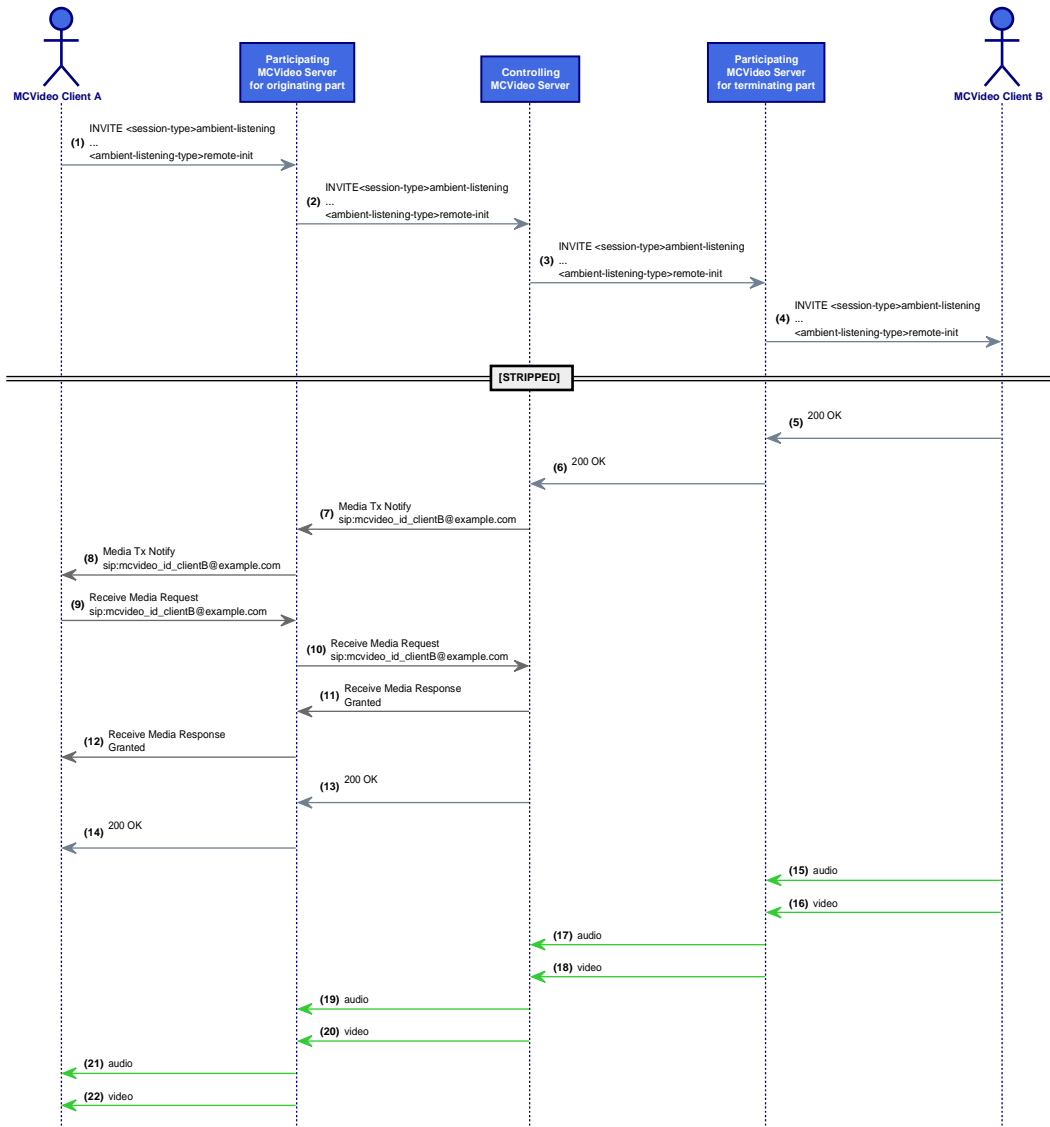 MCVideo Client A
Participating
MCVideo Server
for originating part
Controlling
MCVideo Server
Participating
MCVideo Server
for terminating part
MCVideo Client B
INVITE <session-type>ambient-listening
(1) ...
<ambient-listening-type>remote-init
INVITE<session-type>ambient-listening
(2) ...
<ambient-listening-type>remote-init
INVITE <session-type>ambient-listening
(3) ...
<ambient-listening-type>remote-init
INVITE <session-type>ambient-listening
(4) ...
<ambient-listening-type>remote-init
[STRIPPED]
(5) 200 OK
(6) 200 OK
(7) Media Tx Notify
sip:mcvideo_id_clientB@example.com
(8) Media Tx Notify
sip:mcvideo_id_clientB@example.com
(9) Receive Media Request
sip:mcvideo_id_clientB@example.com
(10) Receive Media Request
sip:mcvideo_id_clientB@example.com
(11) Receive Media Response
Granted
(12) Receive Media Response
Granted
(13) 200 OK
(14) 200 OK
(15) audio
(16) video
(17) audio
(18) video
(19) audio
(20) video
(21) audio
(22) video